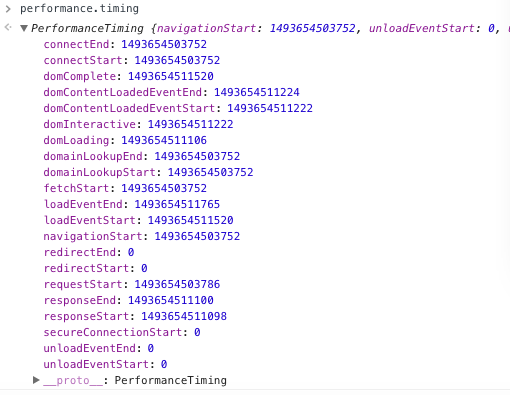 performance.timing
PerformanceTiming {navigationStart: 1493654503752, unloadEventStart: 0,
connectEnd: 1493654503752
connectStart: 1493654503752
domComplete: 1493654511520
domContentLoadedEventEnd: 1493654511224
domContentLoadedEventStart: 1493654511222
domInteractive: 1493654511222
domLoading: 1493654511106
domainLookupEnd: 1493654503752
domainLookupStart: 1493654503752
fetchStart: 1493654503752
loadEventEnd: 1493654511765
loadEventStart: 1493654511520
navigationStart: 1493654503752
redirectEnd: 0
redirectStart: 0
requestStart: 1493654503786
responseEnd: 1493654511100
responseStart: 1493654511098
secureConnectionStart: 0
unloadEventEnd: 0
unloadEventStart: 0
__proto__: PerformanceTiming